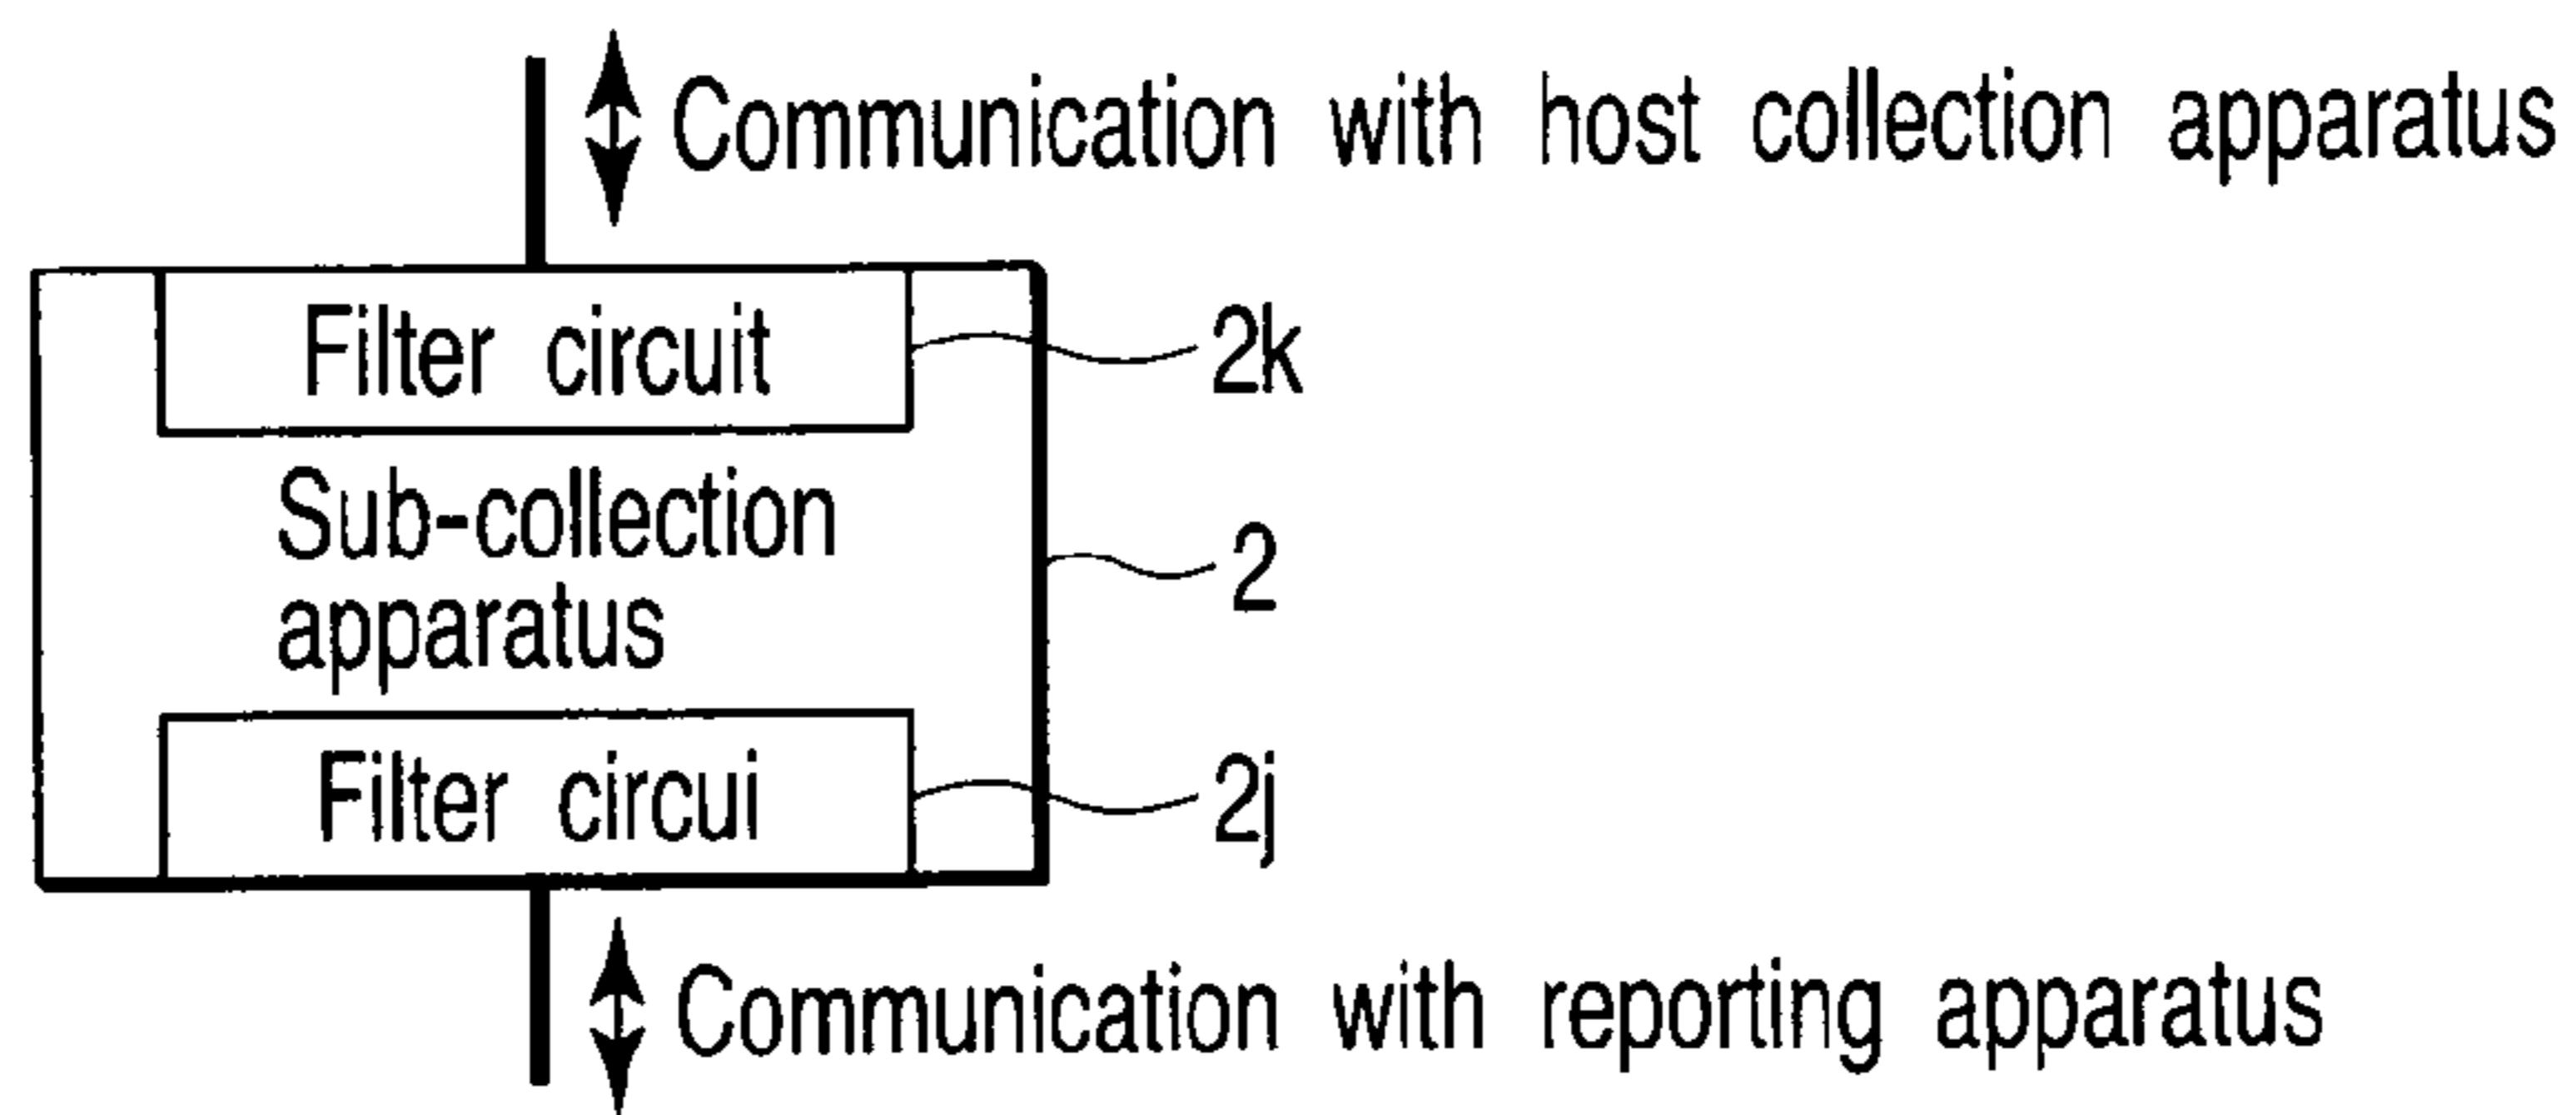 Communication with host collection apparatus
Filter circuit
2k
Sub-collection
apparatus
2
Filter circui
2j
Communication with reporting apparatus